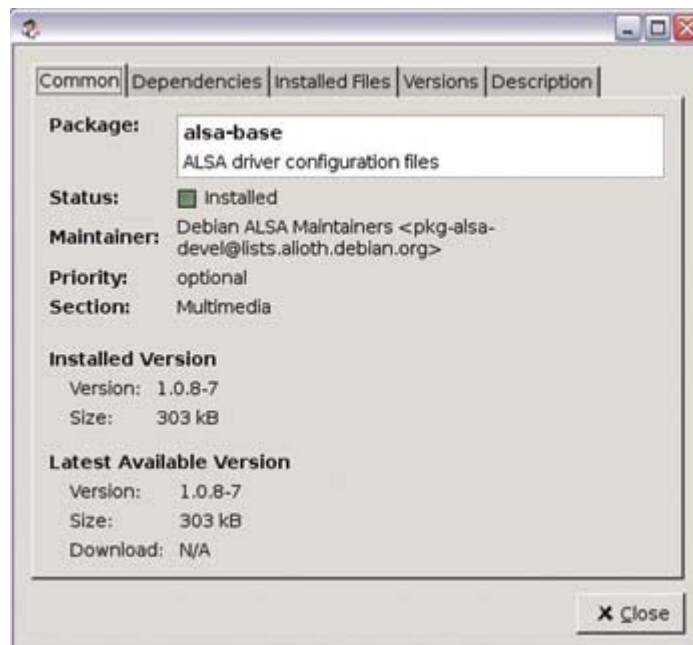 Common Dependencies Installed Files Versions Description
Package: alsa-base
ALSA driver configuration files
Status: Installed
Maintainer: Debian ALSA Maintainers <pkg-alsa-
devel@lists.alioth.debian.org>
Priority: optional
Section: Multimedia
Installed Version
Version: 1.0.8-7
Size: 303 kB
Latest Available Version
Version: 1.0.8-7
Size: 303 kB
Download: N/A
Close